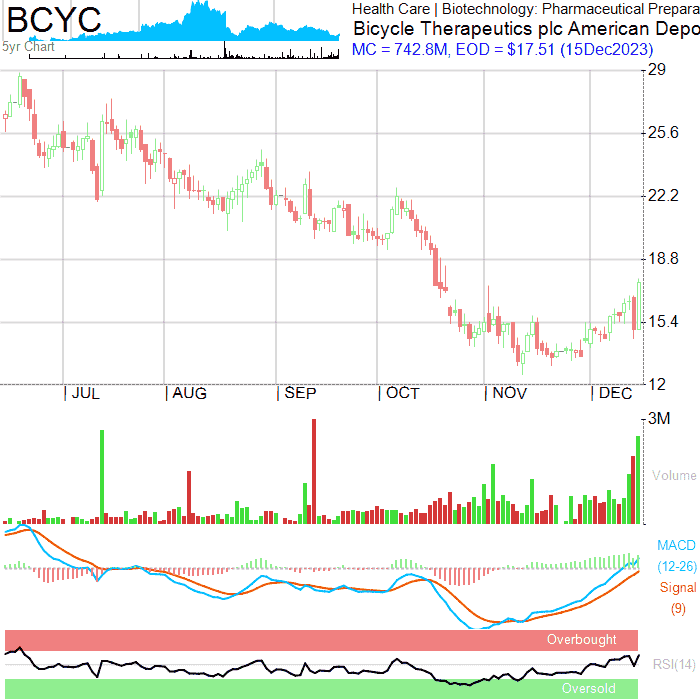 BCYC
5yr Chart
Health Care | Biotechnology: Pharmaceutical Prepara
Bicycle Therapeutics plc American Depo
MC = 742.8M, EOD = $17.51 (15Dec2023)
29
25.6
22.2
18.8
15.4
12
| JUL | AUG | SEP | OCT | NOV | DEC
3M
Volume
MACD
(12-26)
Signal
(9)
Overbought
RSI(14)
Oversold